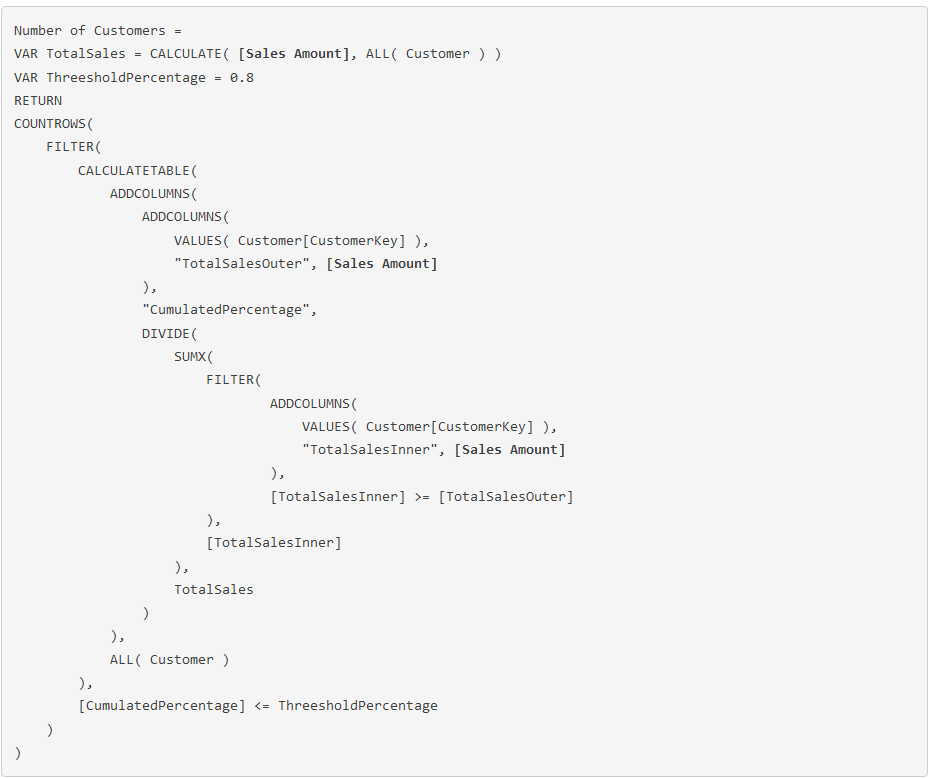 Number of Customers =
VAR TotalSales = CALCULATE( [Sales Amount], ALL( Customer ) )
VAR ThreesholdPercentage = 0.8
RETURN
COUNTROWS(
    FILTER(
        CALCULATETABLE(
            ADDCOLUMNS(
                ADDCOLUMNS(
                    VALUES( Customer[CustomerKey] ),
                    "TotalSalesOuter", [Sales Amount]
                ),
                "CumulatedPercentage",
                DIVIDE(
                    SUMX(
                        FILTER(
                                ADDCOLUMNS(
                                    VALUES( Customer[CustomerKey] ),
                                    "TotalSalesInner", [Sales Amount]
                                ),
                                [TotalSalesInner] >= [TotalSalesOuter]
                        ),
                        [TotalSalesInner]
                    ),
                    TotalSales
                )
            ),
            ALL( Customer )
        ),
        [CumulatedPercentage] <= ThreesholdPercentage
    )
)